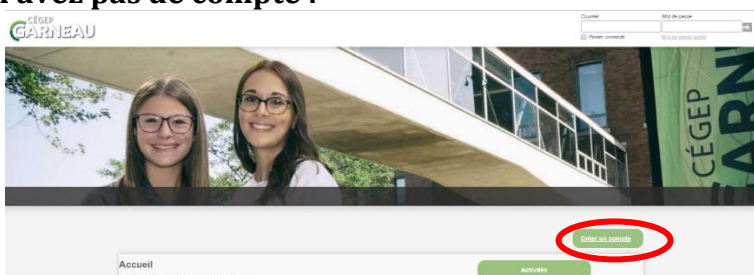 n'avez pas de compte :
CÉGEP
GARNEAU
Courriel
Mot de passe
Rester connecté
Mot de passe oublié
CÉGEP
Créer un compte
Accueil
Activités